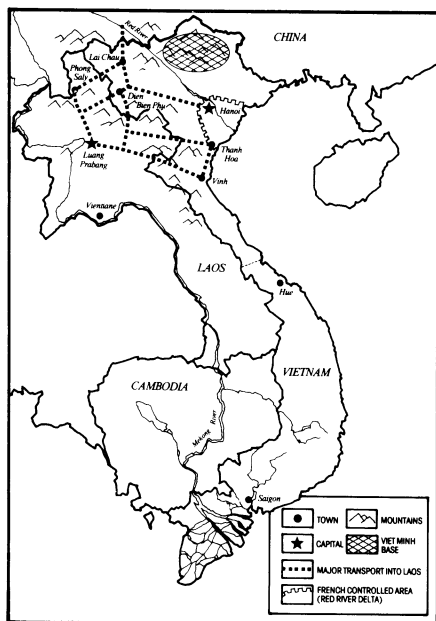 Red River
CHINA
Lai Chau
Phong
Saly
Dien
Bien Phu
Hanoi
Luang
Prabang
Thanh
Hoa
Vinh
Vientiane
LAOS
Hue
VIETNAM
CAMBODIA
Mekong
River
Saigon
TOWN
MOUNTAINS
CAPITAL
VIET MINH
BASE
MAJOR TRANSPORT INTO LAOS
FRENCH CONTROLLED AREA
(RED RIVER DELTA)